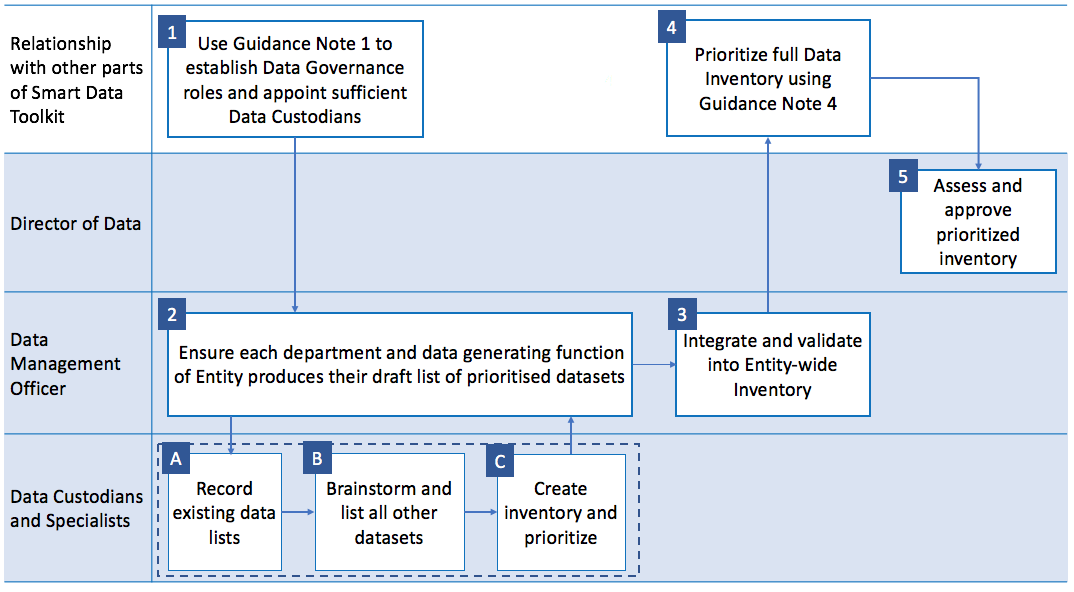 Relationship
with other parts
of Smart Data
Toolkit
1
Use Guidance Note 1 to
establish Data Governance
roles and appoint sufficient
Data Custodians
4
Prioritize full Data
Inventory using
Guidance Note 4
Director of Data
5
Assess and
approve
prioritized
inventory
Data
Management
Officer
2
Ensure each department and data generating function
of Entity produces their draft list of prioritised datasets
3
Integrate and validate
into Entity-wide
Inventory
Data Custodians
and Specialists
A
Record
existing data
lists
B
Brainstorm and
list all other
datasets
C
Create
inventory and
prioritize